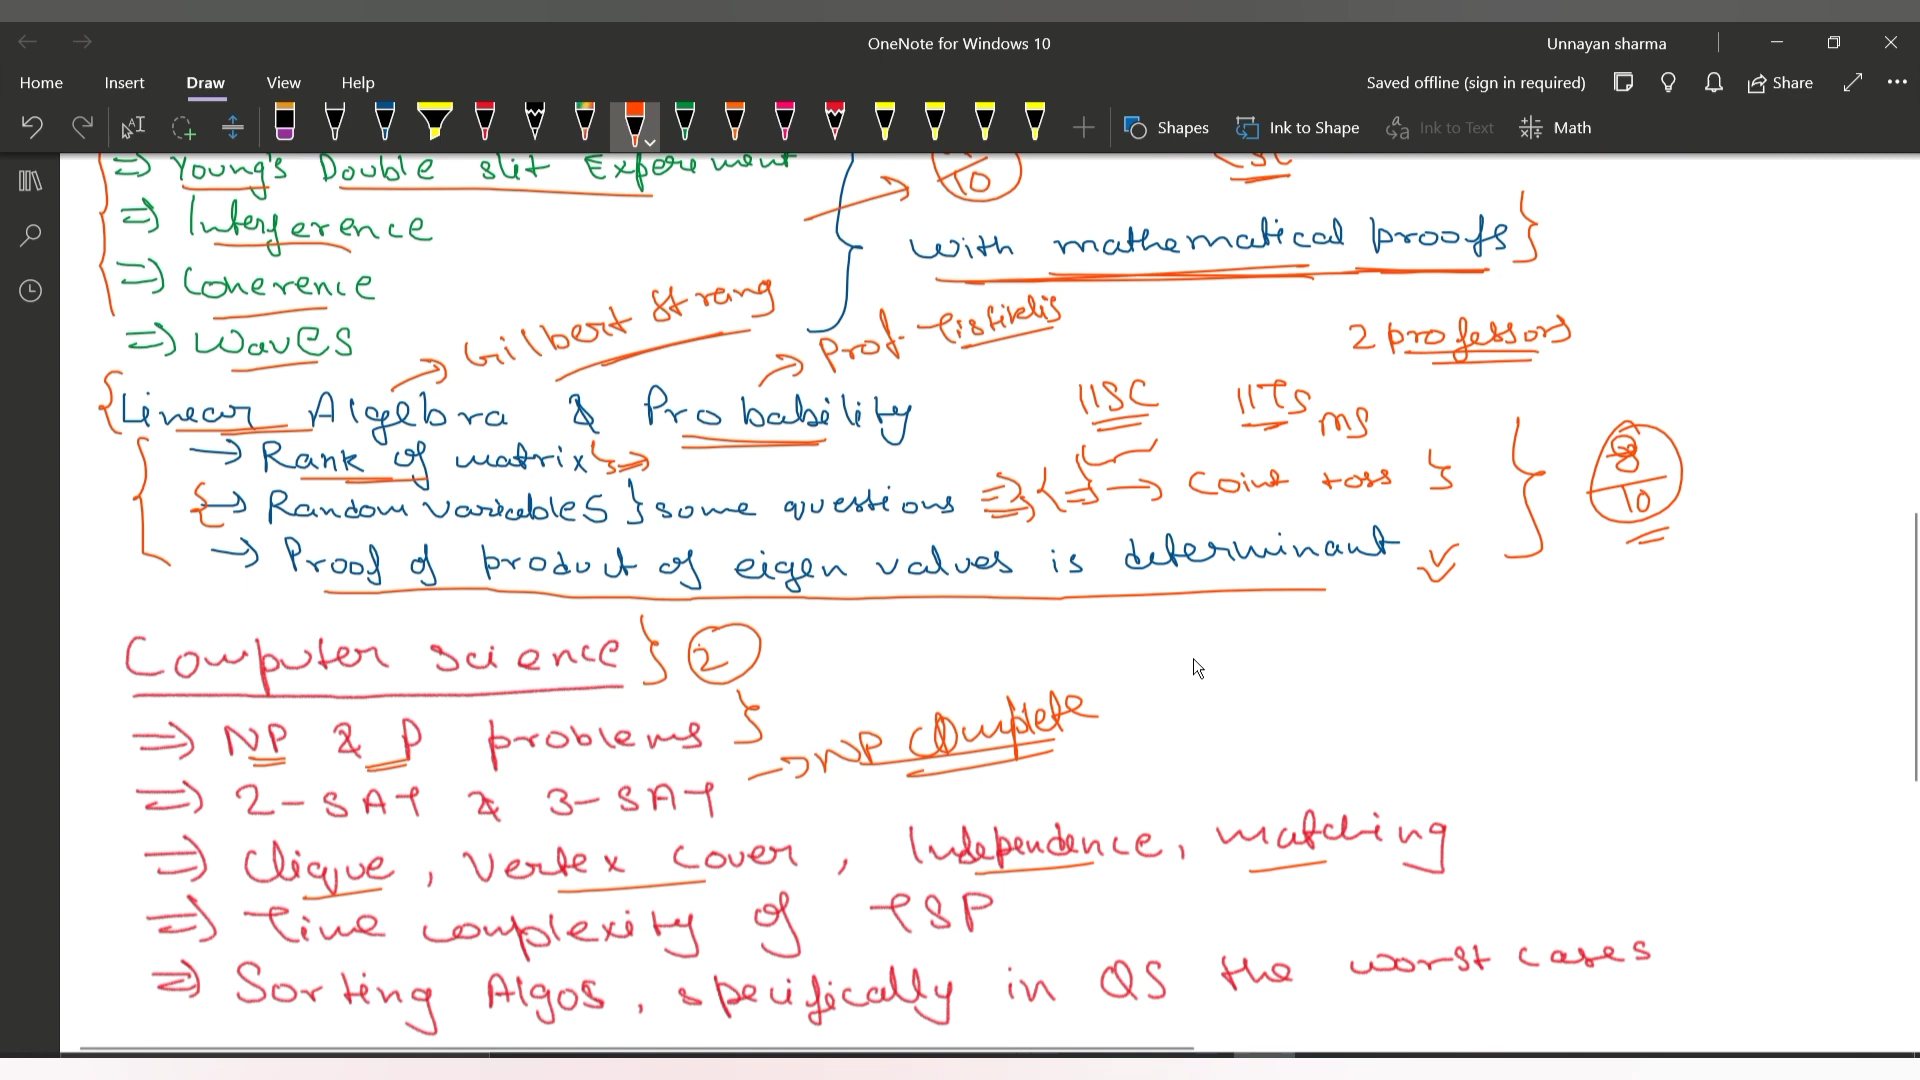 OneNote for Windows 10
Unnayan sharma
Home Insert Draw View Help
Saved offline (sign in required) Share
Shapes Ink to Shape Ink to Text Math
=> Young's Double slit Experement
10
=> Interference
with mathematical proofs
=> Coherence
=> Waves
Gilbert Strang
Prof. Tistiklis
2 professors
Linear Algebra & Probability
IISC IITS MS
-> Rank of matrix
-> Random variables } some questions => { => -> Coint toss }
8/10
-> Proof of product of eigen values is determinant
Computer science } 2
=> NP & P problems }
-> NP Complete
=> 2-SAT & 3-SAT
=> Clique, Vertex Cover, Independence, matching
=> Time complexity of TSP
=> Sorting Algos, specifically in QS the worst cases